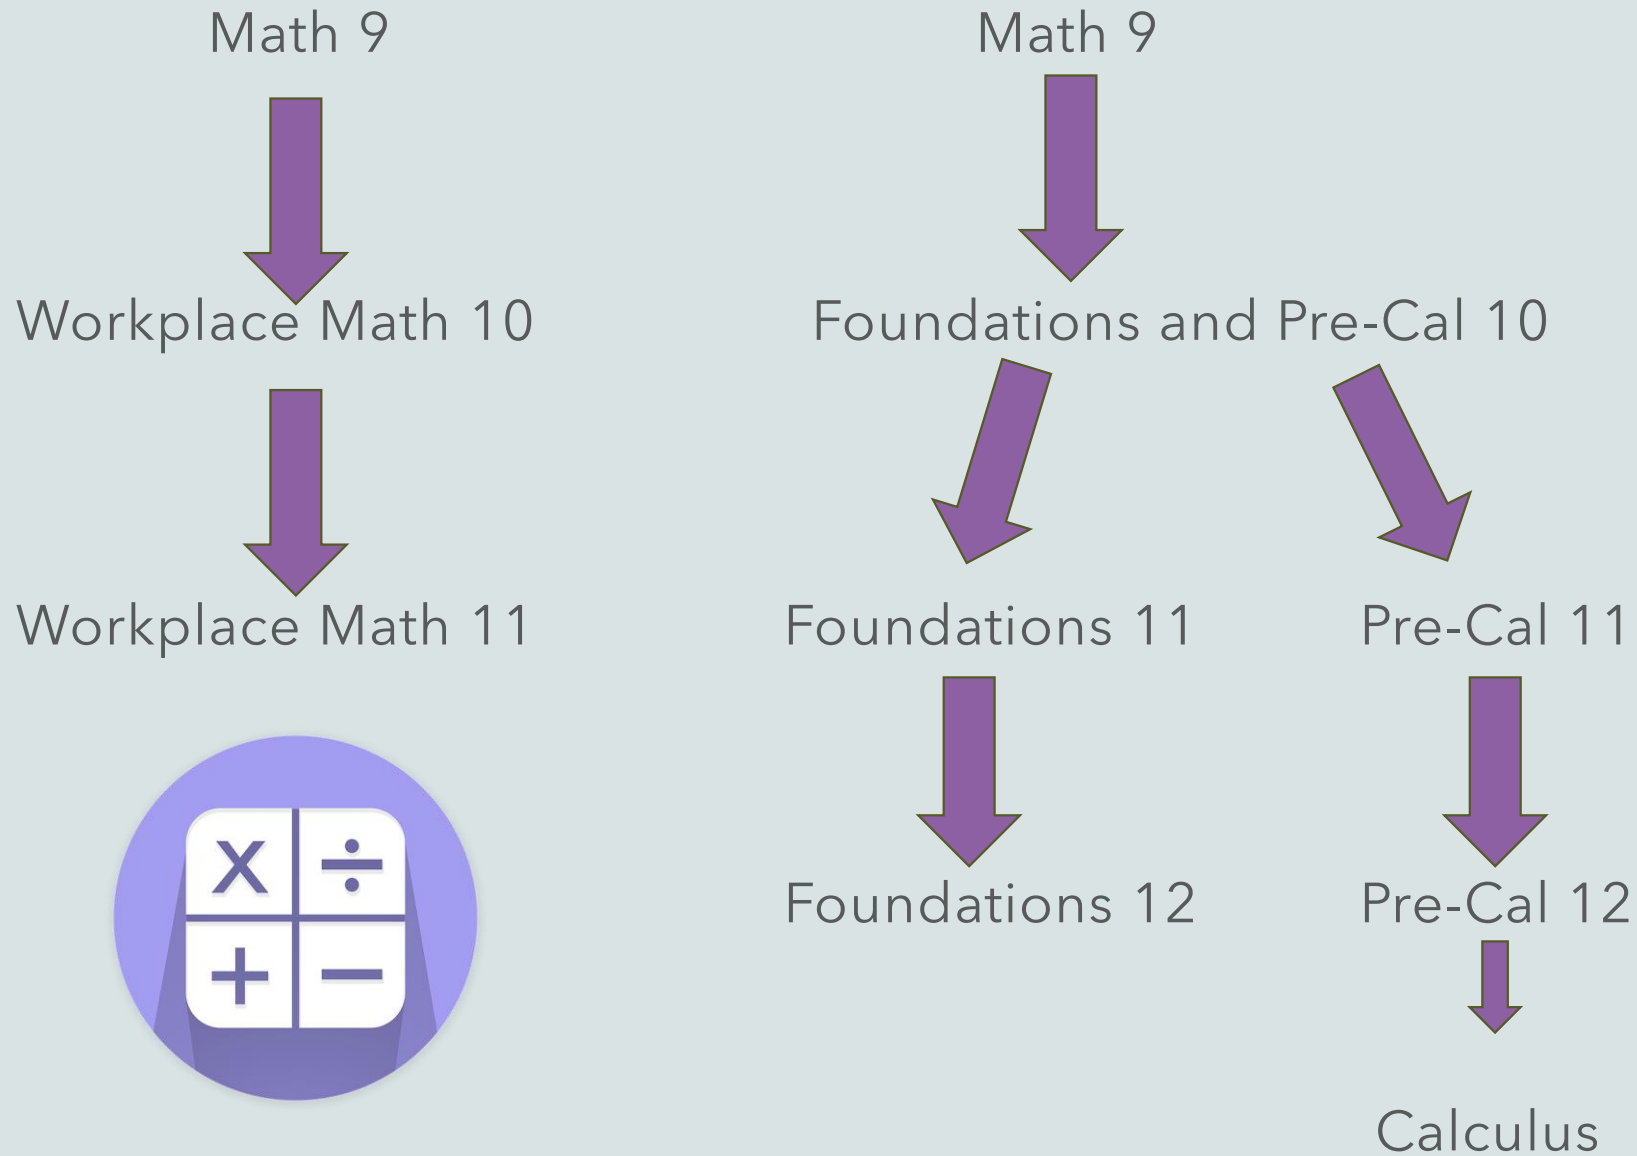 Math 9
Math 9
Workplace Math 10
Foundations and Pre-Cal 10
Workplace Math 11
Foundations 11
Pre-Cal 11
x ÷
+ −
Foundations 12
Pre-Cal 12
Calculus